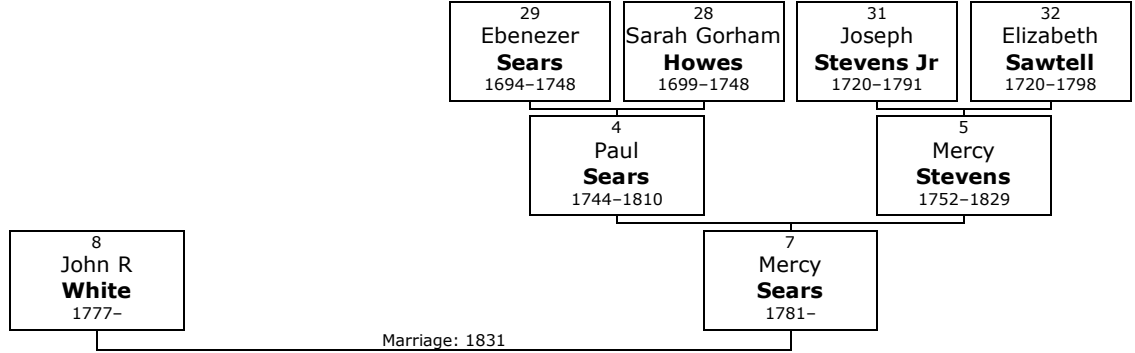 29
Ebenezer
Sears
1694–1748
28
Sarah Gorham
Howes
1699–1748
31
Joseph
Stevens Jr
1720–1791
32
Elizabeth
Sawtell
1720–1798
4
Paul
Sears
1744–1810
5
Mercy
Stevens
1752–1829
8
John R
White
1777–
7
Mercy
Sears
1781–
Marriage: 1831